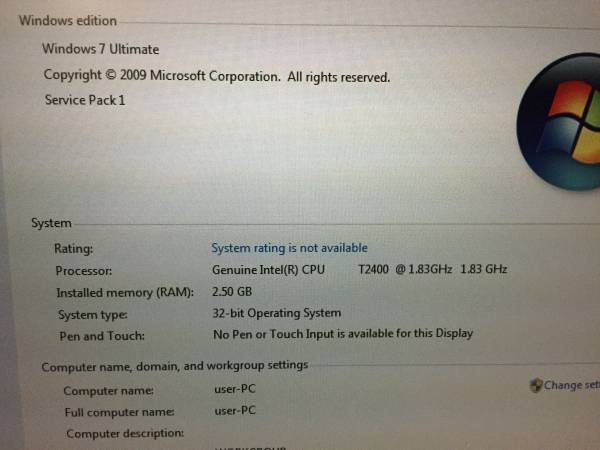 Windows edition
Windows 7 Ultimate
Copyright © 2009 Microsoft Corporation. All rights reserved.
Service Pack 1
System
Rating: System rating is not available
Processor: Genuine Intel(R) CPU T2400 @ 1.83GHz 1.83 GHz
Installed memory (RAM): 2.50 GB
System type: 32-bit Operating System
Pen and Touch: No Pen or Touch Input is available for this Display
Computer name, domain, and workgroup settings
Computer name: user-PC
Change
Full computer name: user-PC
Computer description: